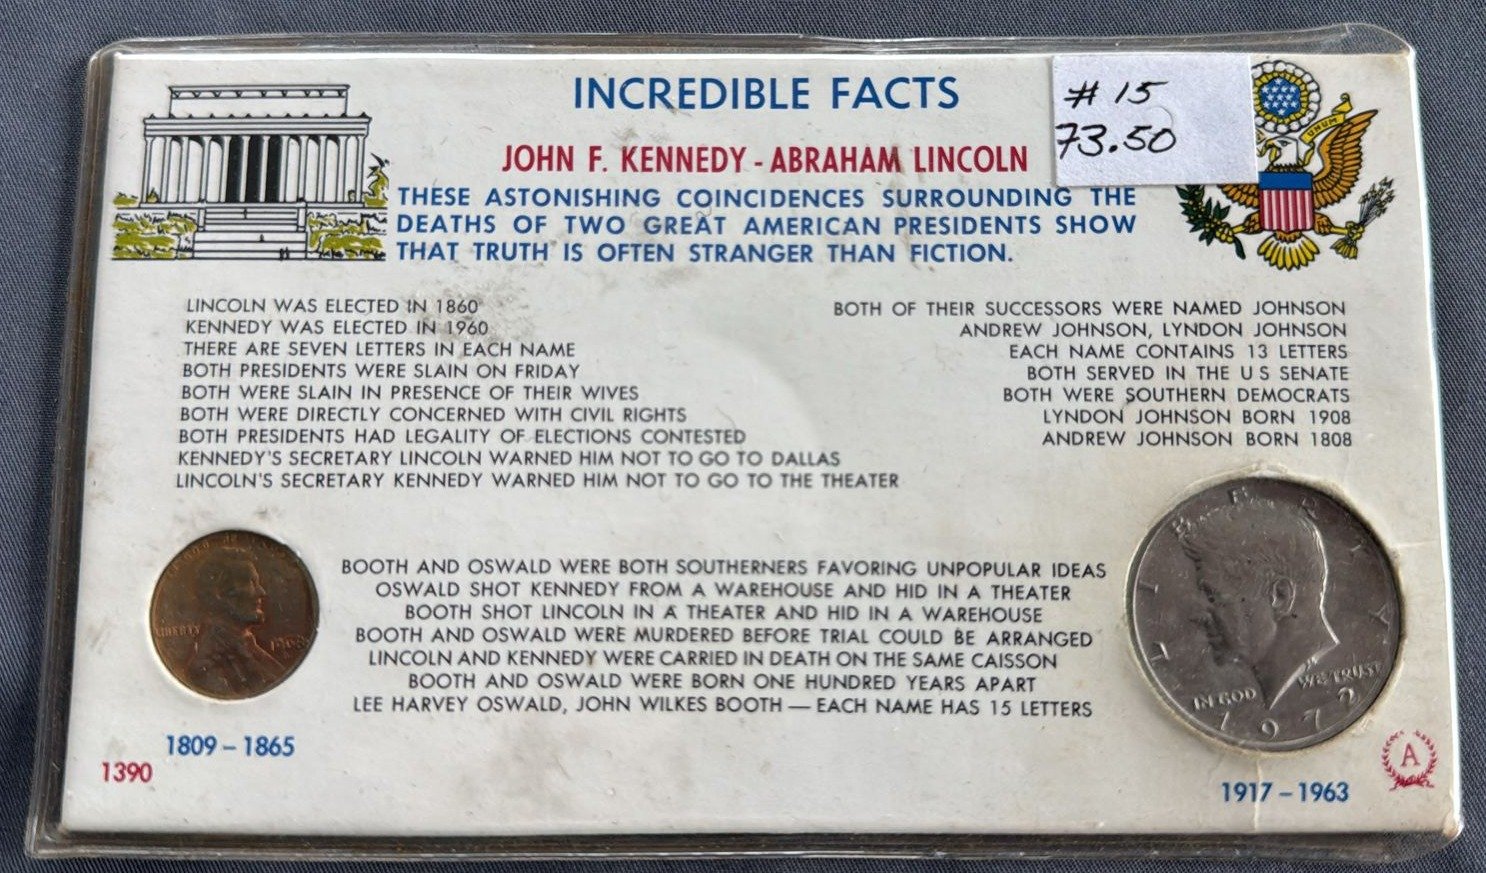 INCREDIBLE FACTS
# 15
73.50
JOHN F. KENNEDY - ABRAHAM LINCOLN
THESE ASTONISHING COINCIDENCES SURROUNDING THE
DEATHS OF TWO GREAT AMERICAN PRESIDENTS SHOW
THAT TRUTH IS OFTEN STRANGER THAN FICTION.
LINCOLN WAS ELECTED IN 1860
KENNEDY WAS ELECTED IN 1960
THERE ARE SEVEN LETTERS IN EACH NAME
BOTH PRESIDENTS WERE SLAIN ON FRIDAY
BOTH WERE SLAIN IN PRESENCE OF THEIR WIVES
BOTH WERE DIRECTLY CONCERNED WITH CIVIL RIGHTS
BOTH PRESIDENTS HAD LEGALITY OF ELECTIONS CONTESTED
KENNEDY'S SECRETARY LINCOLN WARNED HIM NOT TO GO TO DALLAS
LINCOLN'S SECRETARY KENNEDY WARNED HIM NOT TO GO TO THE THEATER
BOTH OF THEIR SUCCESSORS WERE NAMED JOHNSON
ANDREW JOHNSON, LYNDON JOHNSON
EACH NAME CONTAINS 13 LETTERS
BOTH SERVED IN THE U S SENATE
BOTH WERE SOUTHERN DEMOCRATS
LYNDON JOHNSON BORN 1908
ANDREW JOHNSON BORN 1808
BOOTH AND OSWALD WERE BOTH SOUTHERNERS FAVORING UNPOPULAR IDEAS
OSWALD SHOT KENNEDY FROM A WAREHOUSE AND HID IN A THEATER
BOOTH SHOT LINCOLN IN A THEATER AND HID IN A WAREHOUSE
BOOTH AND OSWALD WERE MURDERED BEFORE TRIAL COULD BE ARRANGED
LINCOLN AND KENNEDY WERE CARRIED IN DEATH ON THE SAME CAISSON
BOOTH AND OSWALD WERE BORN ONE HUNDRED YEARS APART
LEE HARVEY OSWALD, JOHN WILKES BOOTH — EACH NAME HAS 15 LETTERS
LIBERTY
1809 – 1865
1390
LIBERTY
IN GOD WE TRUST
1972
1917 – 1963
A